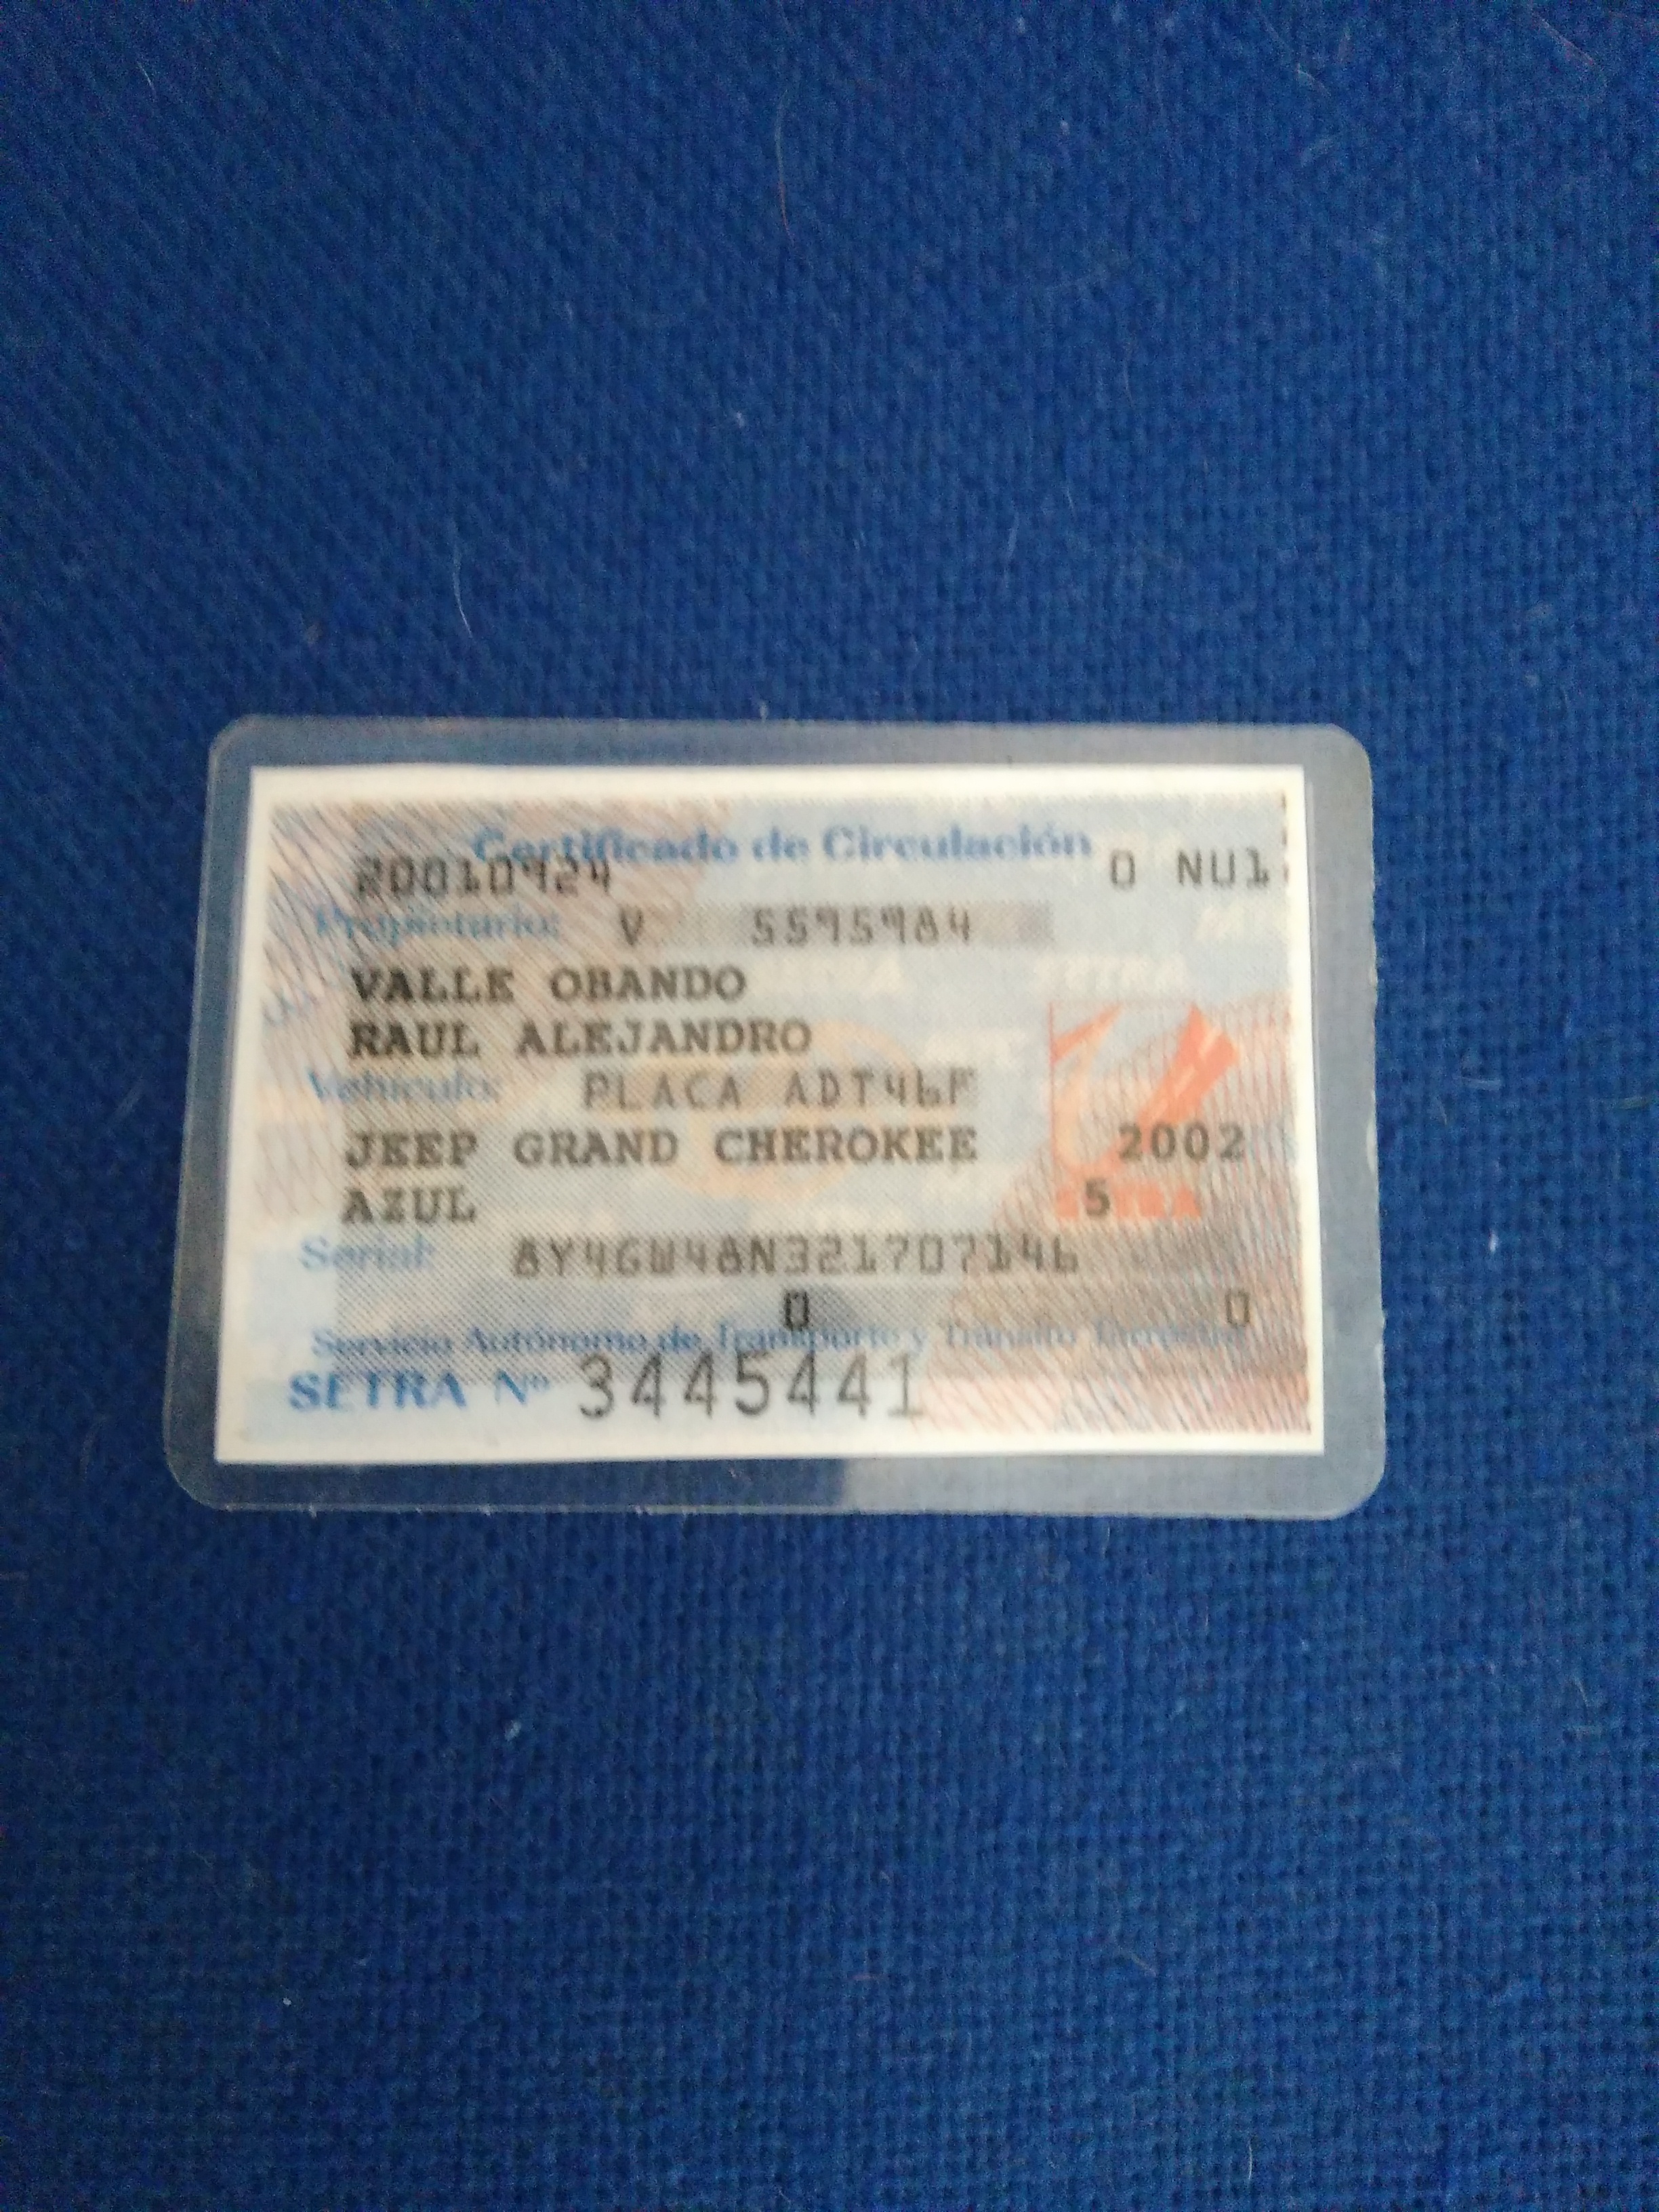 Certificado de Circulación
20010924 0 NU1
Propietario: V 5595984
VALLE OBANDO
RAUL ALEJANDRO
Vehículo: PLACA ADT46F
JEEP GRAND CHEROKEE 2002
AZUL 5
Serial: 8Y4GW48N321707146
0 0
Servicio Autónomo de Transporte y Tránsito Terrestre
SETRA Nº 3445441